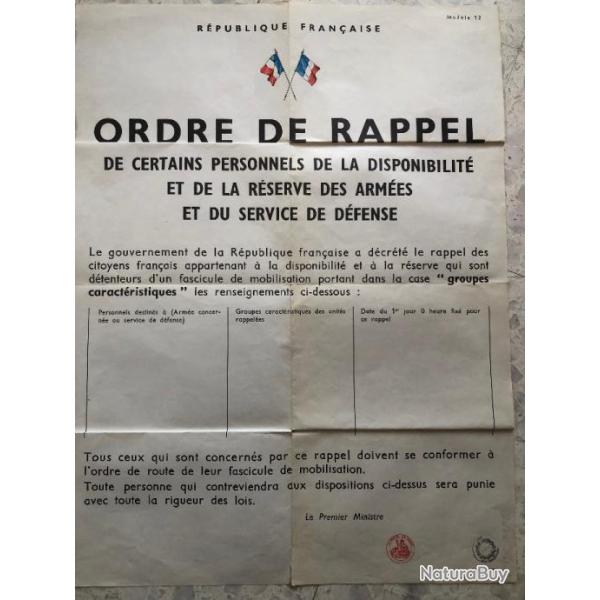 Modèle 12
RÉPUBLIQUE FRANÇAISE
ORDRE DE RAPPEL
DE CERTAINS PERSONNELS DE LA DISPONIBILITÉ
ET DE LA RÉSERVE DES ARMÉES
ET DU SERVICE DE DÉFENSE
Le gouvernement de la République française a décrété le rappel des
citoyens français appartenant à la disponibilité et à la réserve qui sont
détenteurs d'un fascicule de mobilisation portant dans la case "groupes
caractéristiques" les renseignements ci-dessous :
Personnels destinés à (Armée concer-
née ou service de défense)
Groupes caractéristiques des unités
rappelées
Date du 1er jour 0 heure fixé pour
ce rappel
Tous ceux qui sont concernés par ce rappel doivent se conformer à
l'ordre de route de leur fascicule de mobilisation.
Toute personne qui contreviendra aux dispositions ci-dessus sera punie
avec toute la rigueur des lois.
Le Premier Ministre
NaturaBuy